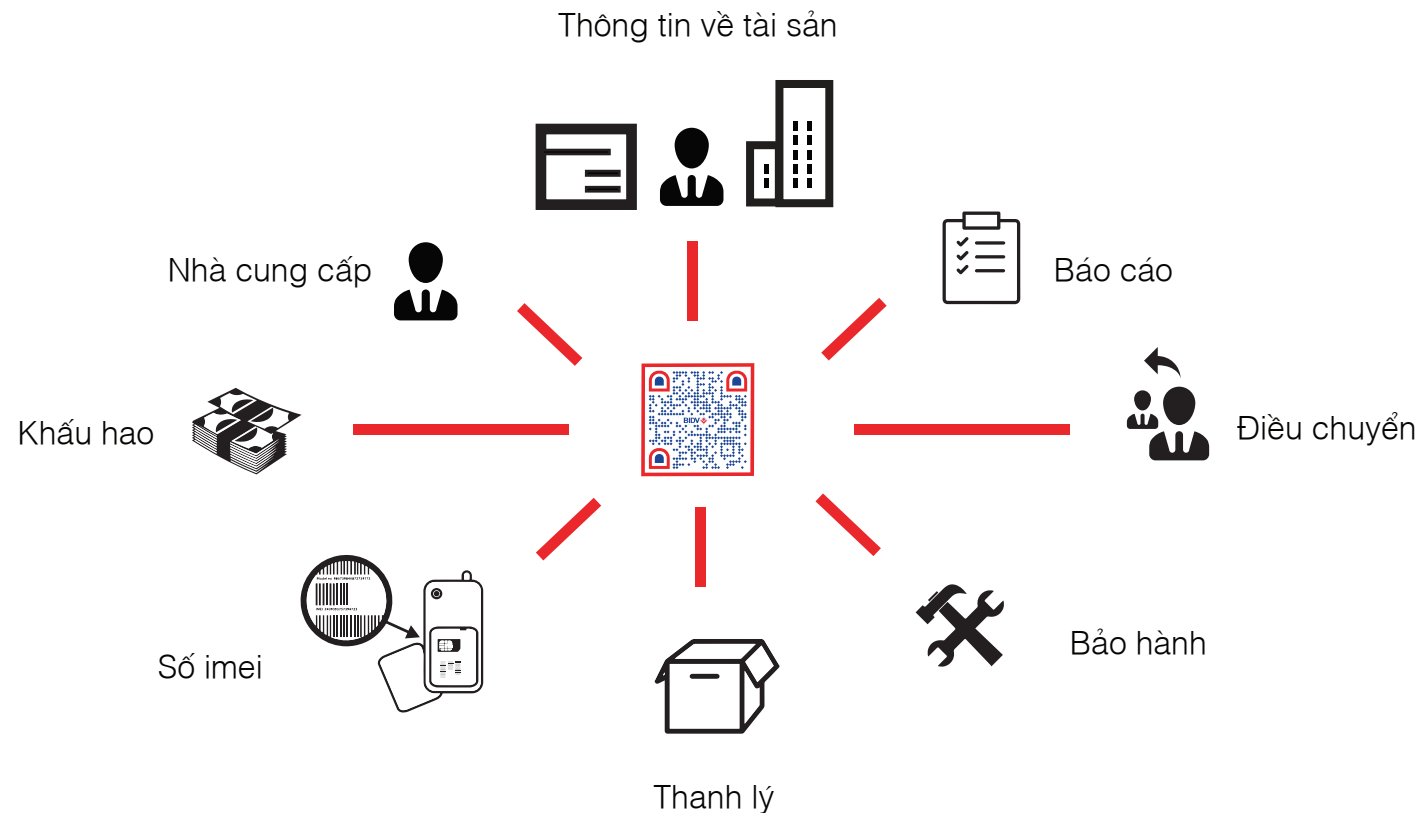 Thông tin về tài sản
Nhà cung cấp
Báo cáo
BIDV
Khấu hao
Điều chuyển
Số imei
Bảo hành
Thanh lý